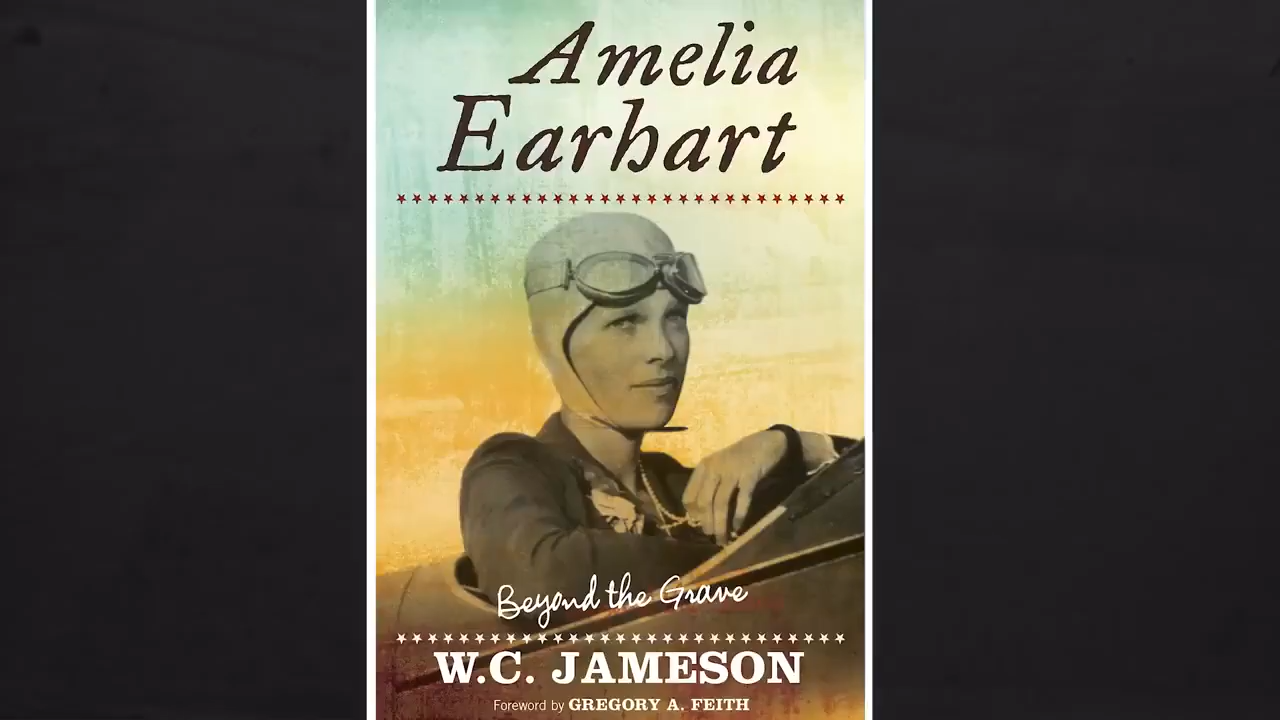 Amelia
Earhart
Beyond the Grave
W.C. JAMESON
Foreword by GREGORY A. FEITH